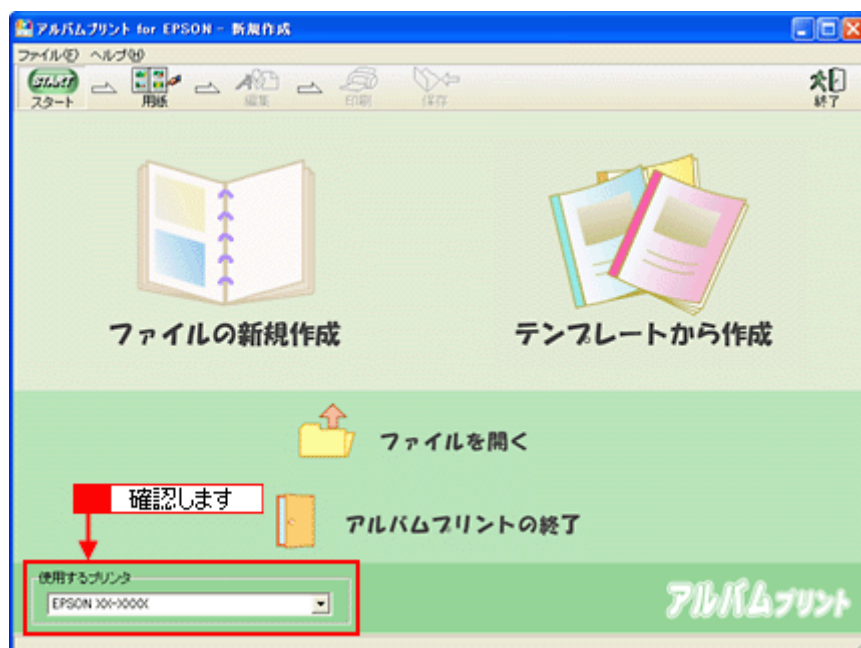 アルバムプリント for EPSON - 新規作成
ファイル(F) ヘルプ(H)
START
スタート
用紙
編集
印刷
保存
終了
ファイルの新規作成
テンプレートから作成
ファイルを開く
確認します
アルバムプリントの終了
使用するプリンタ
EPSON XX-XXXX
アルバムプリント